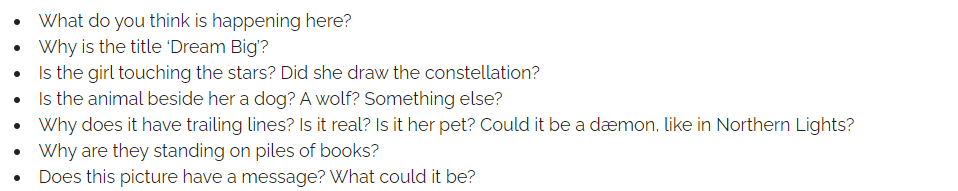 • What do you think is happening here?
• Why is the title ‘Dream Big’?
• Is the girl touching the stars? Did she draw the constellation?
• Is the animal beside her a dog? A wolf? Something else?
• Why does it have trailing lines? Is it real? Is it her pet? Could it be a dæmon, like in Northern Lights?
• Why are they standing on piles of books?
• Does this picture have a message? What could it be?